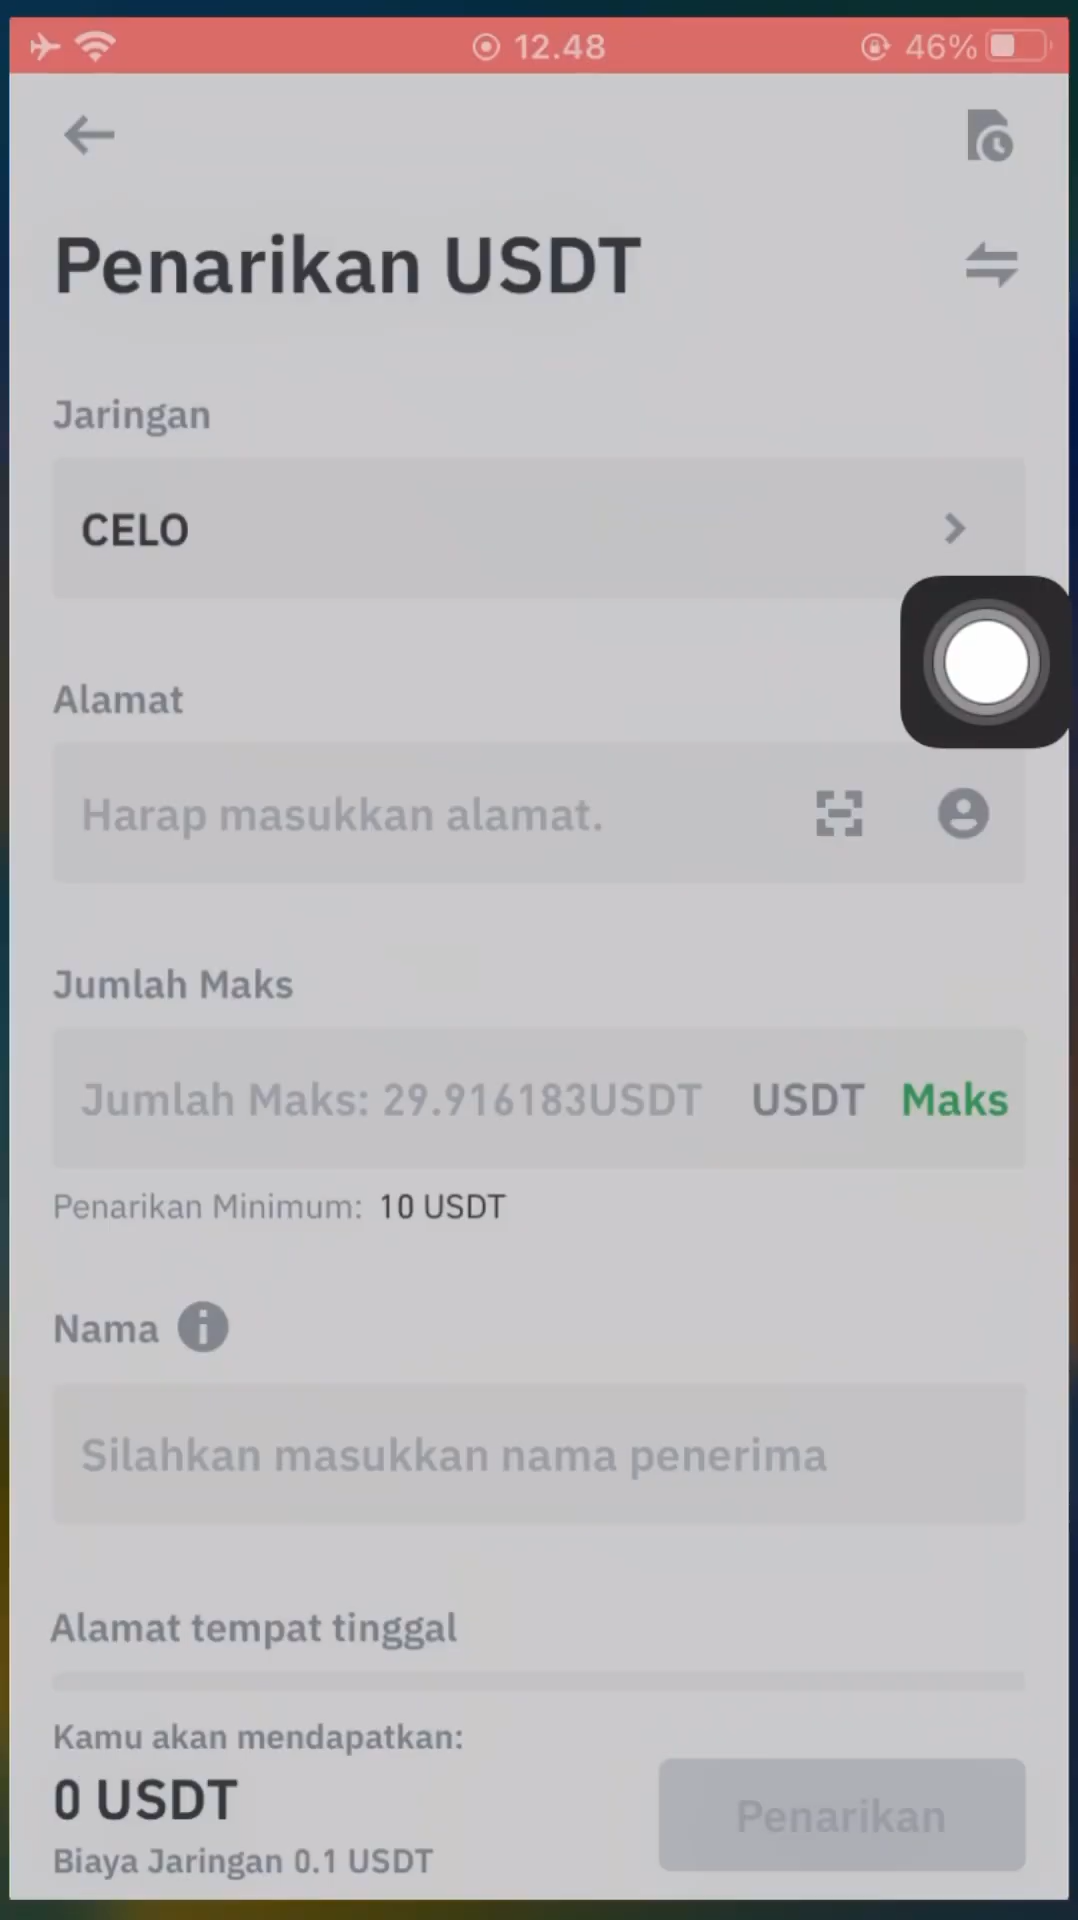 12.48
46%
Penarikan USDT
Jaringan
CELO
Alamat
Harap masukkan alamat.
Jumlah Maks
Jumlah Maks: 29.916183USDT USDT Maks
Penarikan Minimum: 10 USDT
Nama
Silahkan masukkan nama penerima
Alamat tempat tinggal
Kamu akan mendapatkan:
0 USDT
Biaya Jaringan 0.1 USDT
Penarikan